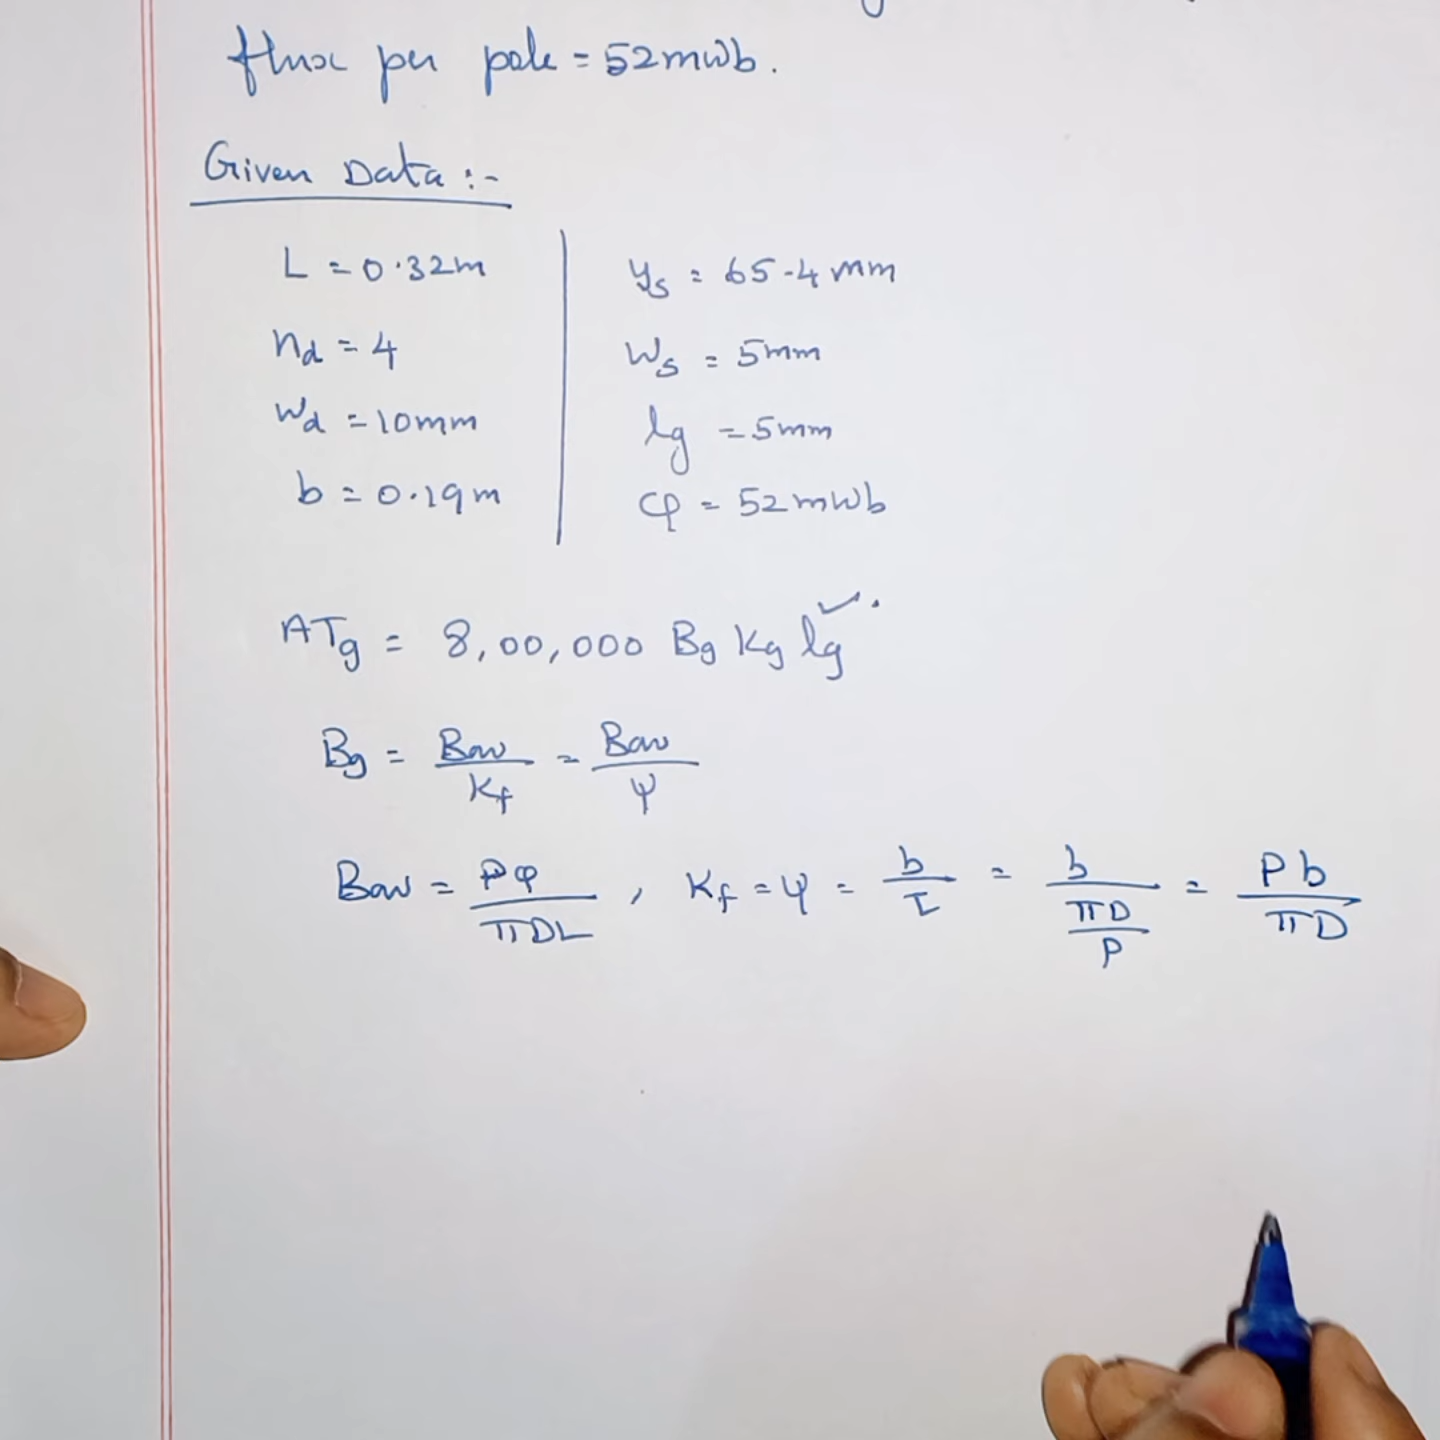 flux per pole = 52mwb.
Given Data :-
L = 0.32m
nd = 4
wd = 10mm
b = 0.19m
ys = 65.4 mm
Ws = 5mm
lg = 5mm
φ = 52mwb
ATg = 8,00,000 Bg Kg lg ✓.
Bg = Bav/Kf = Bav/ψ
Bav = Pφ/πDL , Kf = ψ = b/τ = b/(πD/P) = Pb/πD